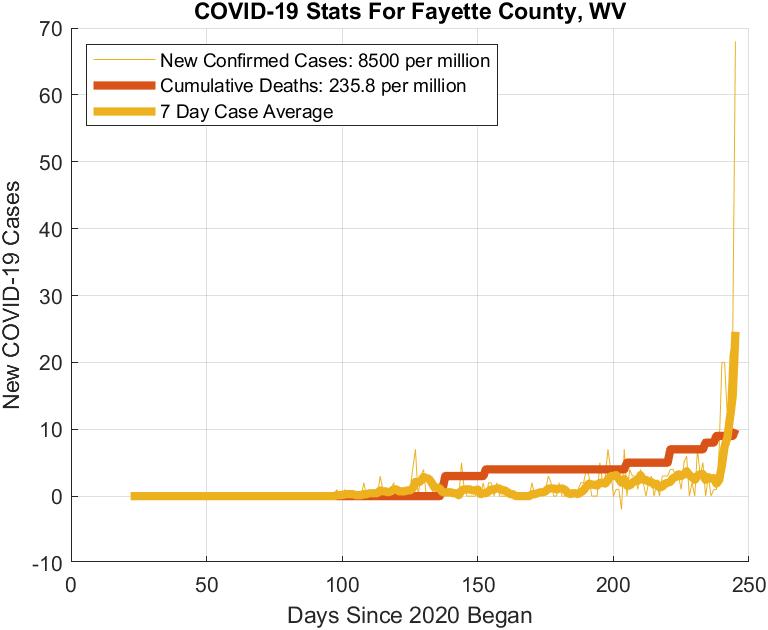 COVID-19 Stats For Fayette County, WV
70
New Confirmed Cases: 8500 per million
Cumulative Deaths: 235.8 per million
7 Day Case Average
60
50
40
30
20
10
0
-10
New COVID-19 Cases
0 50 100 150 200 250
Days Since 2020 Began